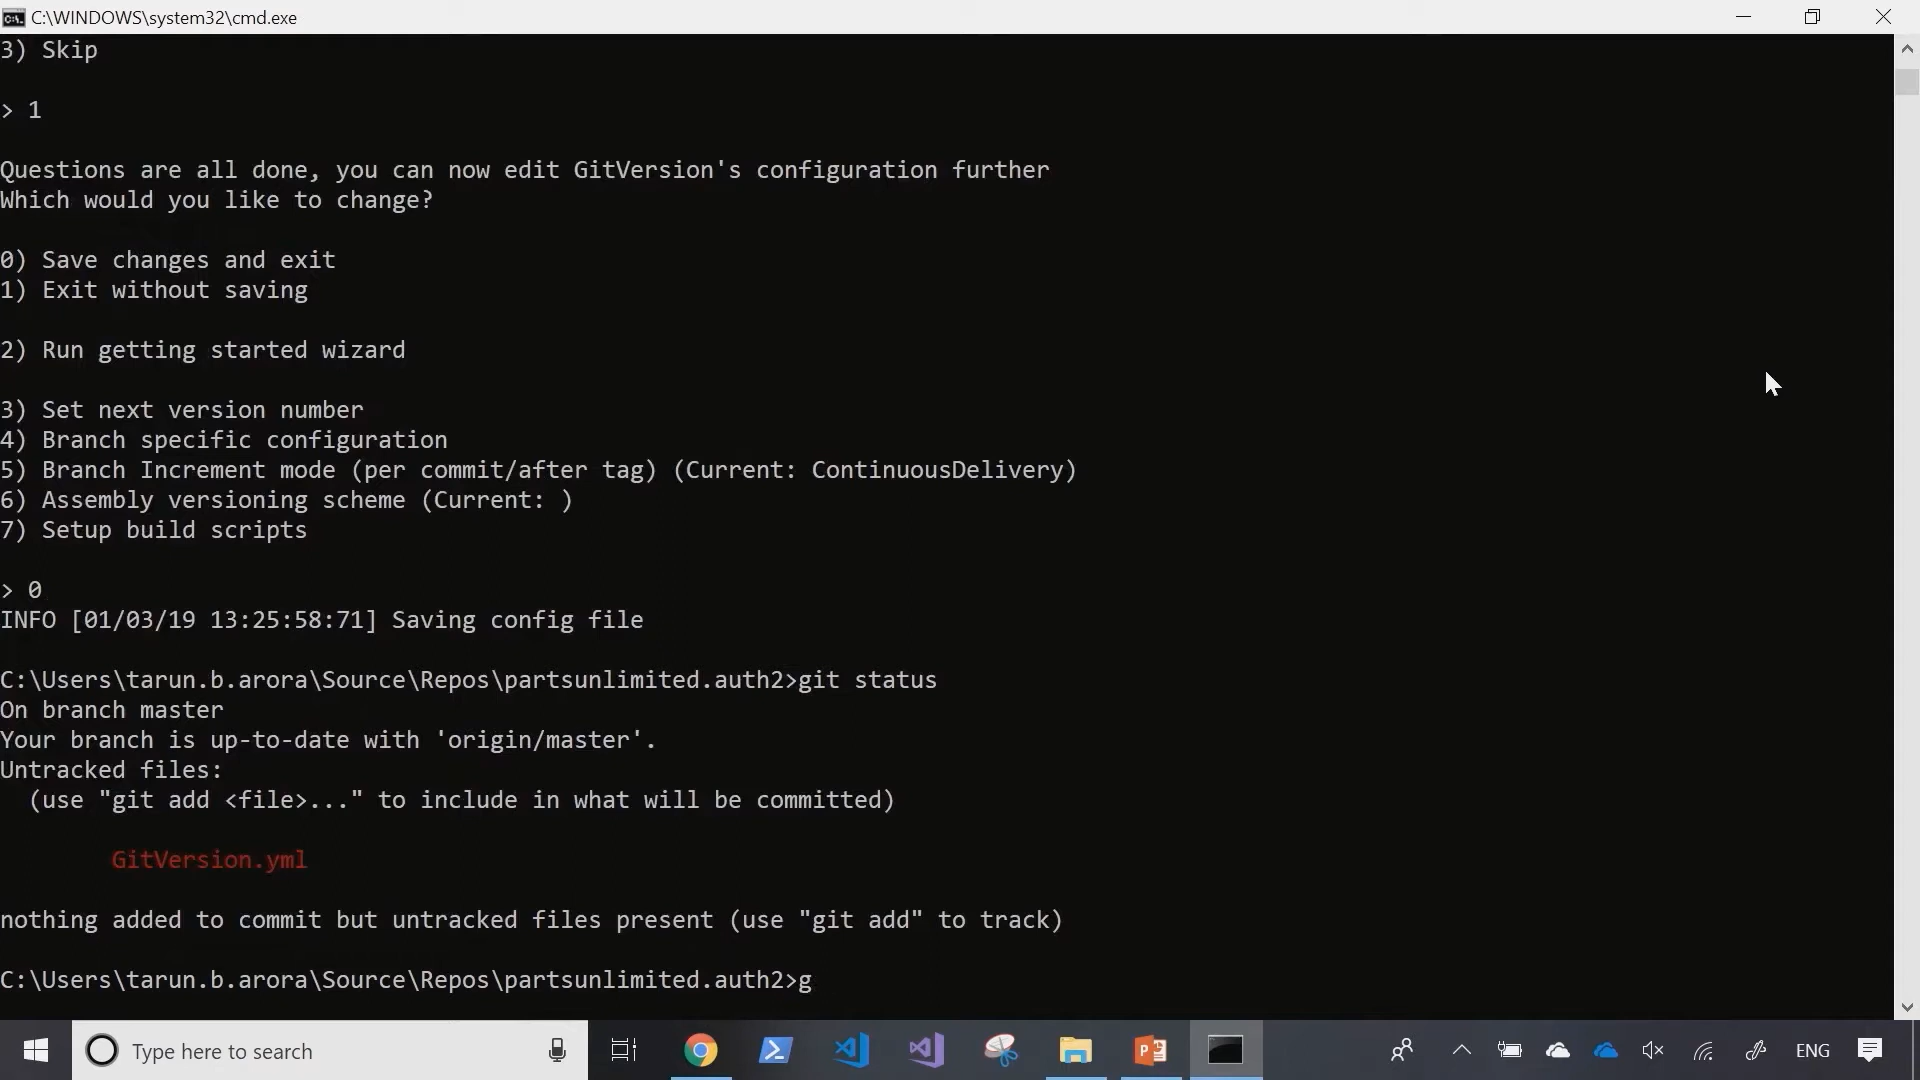 C:\WINDOWS\system32\cmd.exe
3) Skip
> 1
Questions are all done, you can now edit GitVersion's configuration further
Which would you like to change?
0) Save changes and exit
1) Exit without saving
2) Run getting started wizard
3) Set next version number
4) Branch specific configuration
5) Branch Increment mode (per commit/after tag) (Current: ContinuousDelivery)
6) Assembly versioning scheme (Current: )
7) Setup build scripts
> 0
INFO [01/03/19 13:25:58:71] Saving config file
C:\Users\tarun.b.arora\Source\Repos\partsunlimited.auth2>git status
On branch master
Your branch is up-to-date with 'origin/master'.
Untracked files:
  (use "git add <file>..." to include in what will be committed)
        GitVersion.yml
nothing added to commit but untracked files present (use "git add" to track)
C:\Users\tarun.b.arora\Source\Repos\partsunlimited.auth2>g
Type here to search
ENG